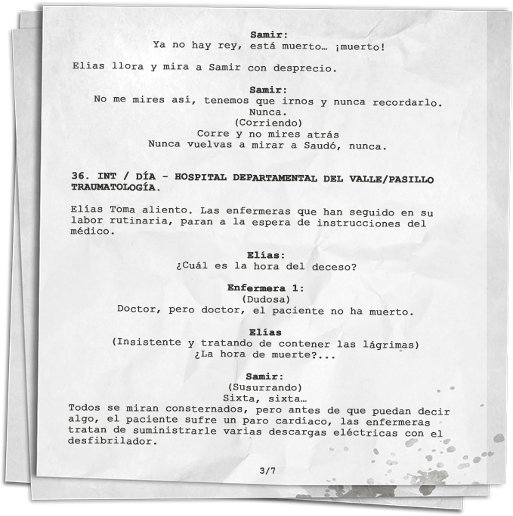 Samir:
Ya no hay rey, está muerto… ¡muerto!
Elias llora y mira a Samir con desprecio.
Samir:
No me mires así, tenemos que irnos y nunca recordarlo.
Nunca.
(Corriendo)
Corre y no mires atrás
Nunca vuelvas a mirar a Saudó, nunca.
36. INT / DÍA – HOSPITAL DEPARTAMENTAL DEL VALLE/PASILLO
TRAUMATOLOGÍA.
Elías Toma aliento. Las enfermeras que han seguido en su
labor rutinaria, paran a la espera de instrucciones del
médico.
Elías:
¿Cuál es la hora del deceso?
Enfermera 1:
(Dudosa)
Doctor, pero doctor, el paciente no ha muerto.
Elías
(Insistente y tratando de contener las lágrimas)
¿La hora de muerte?...
Samir:
(Susurrando)
Sixta, sixta…
Todos se miran consternados, pero antes de que puedan decir
algo, el paciente sufre un paro cardíaco, las enfermeras
tratan de suministrarle varias descargas eléctricas con el
desfibrilador.
3/7